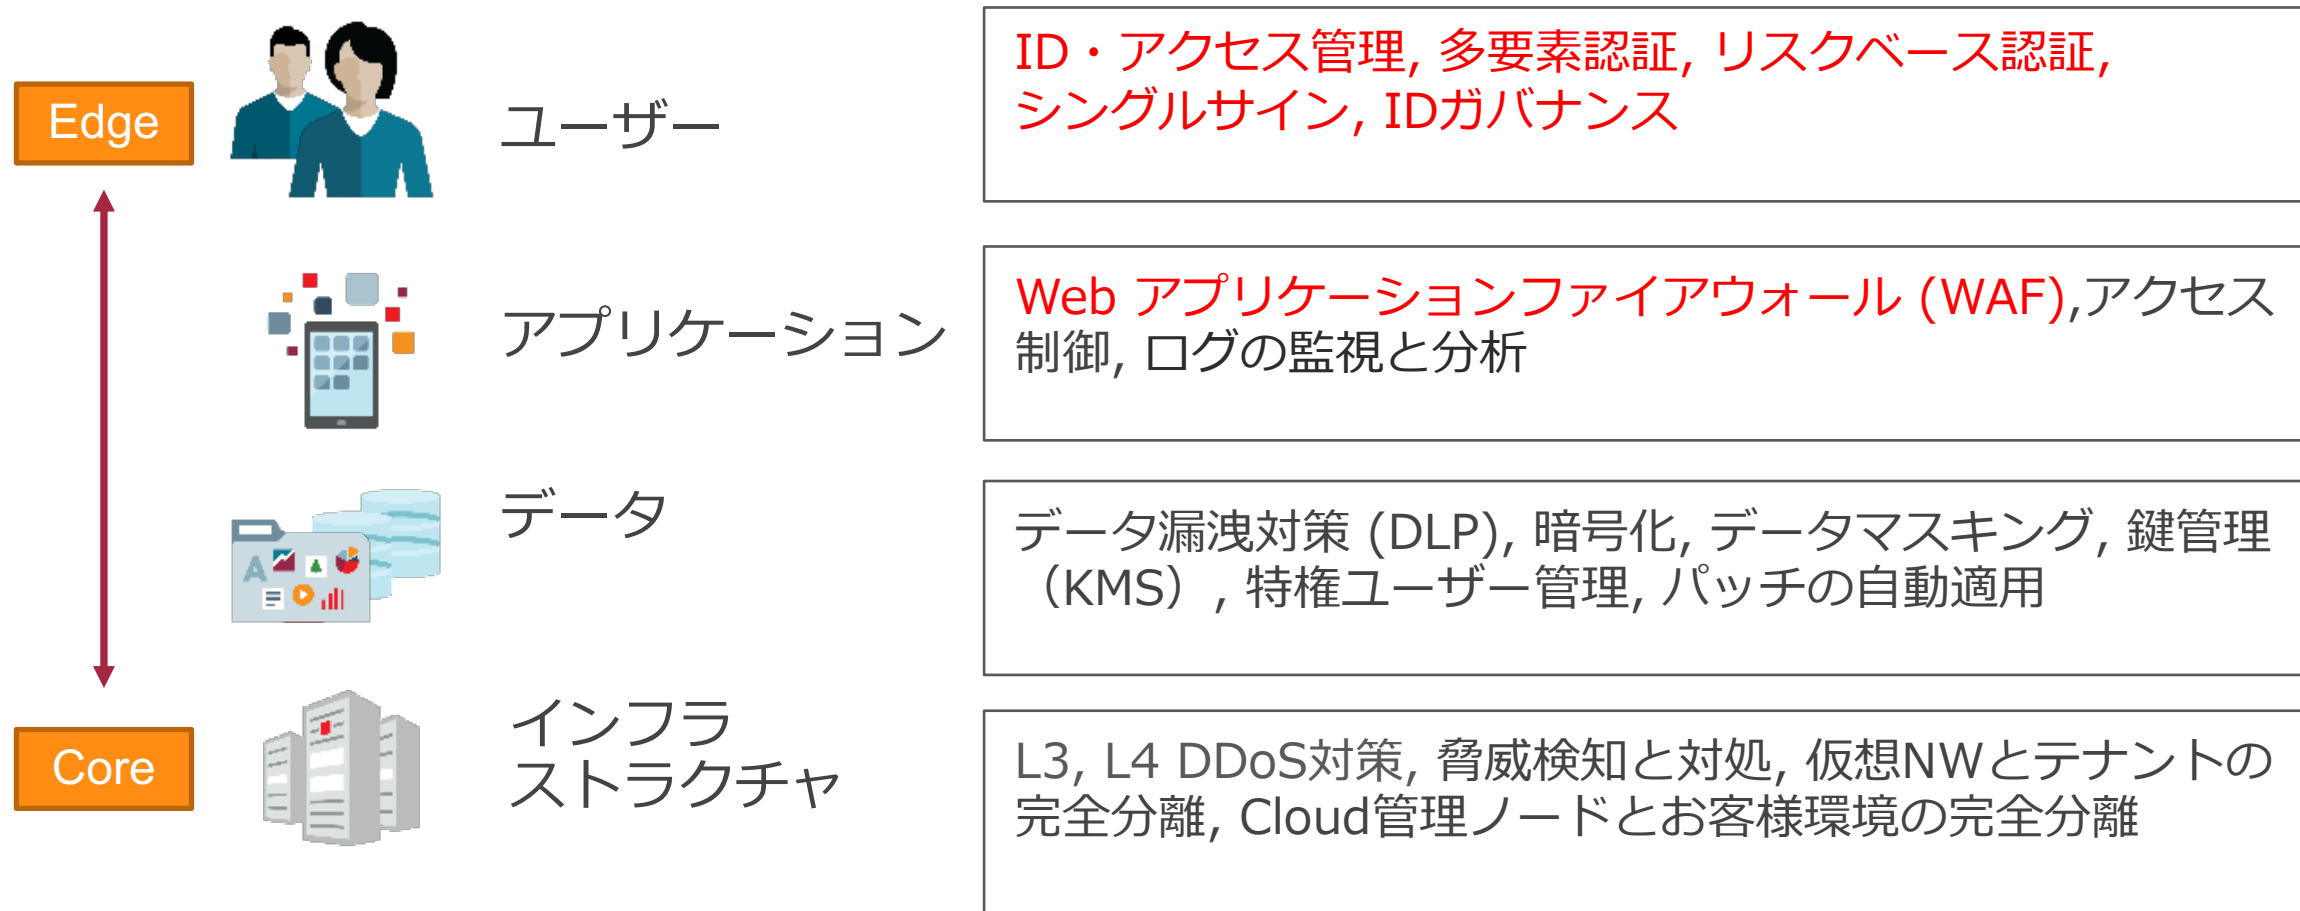 Edge
ユーザー
ID・アクセス管理, 多要素認証, リスクベース認証,
シングルサイン, IDガバナンス
アプリケーション
Web アプリケーションファイアウォール (WAF),アクセス
制御, ログの監視と分析
データ
データ漏洩対策 (DLP), 暗号化, データマスキング, 鍵管理
（KMS）, 特権ユーザー管理, パッチの自動適用
Core
インフラ
ストラクチャ
L3, L4 DDoS対策, 脅威検知と対処, 仮想NWとテナントの
完全分離, Cloud管理ノードとお客様環境の完全分離